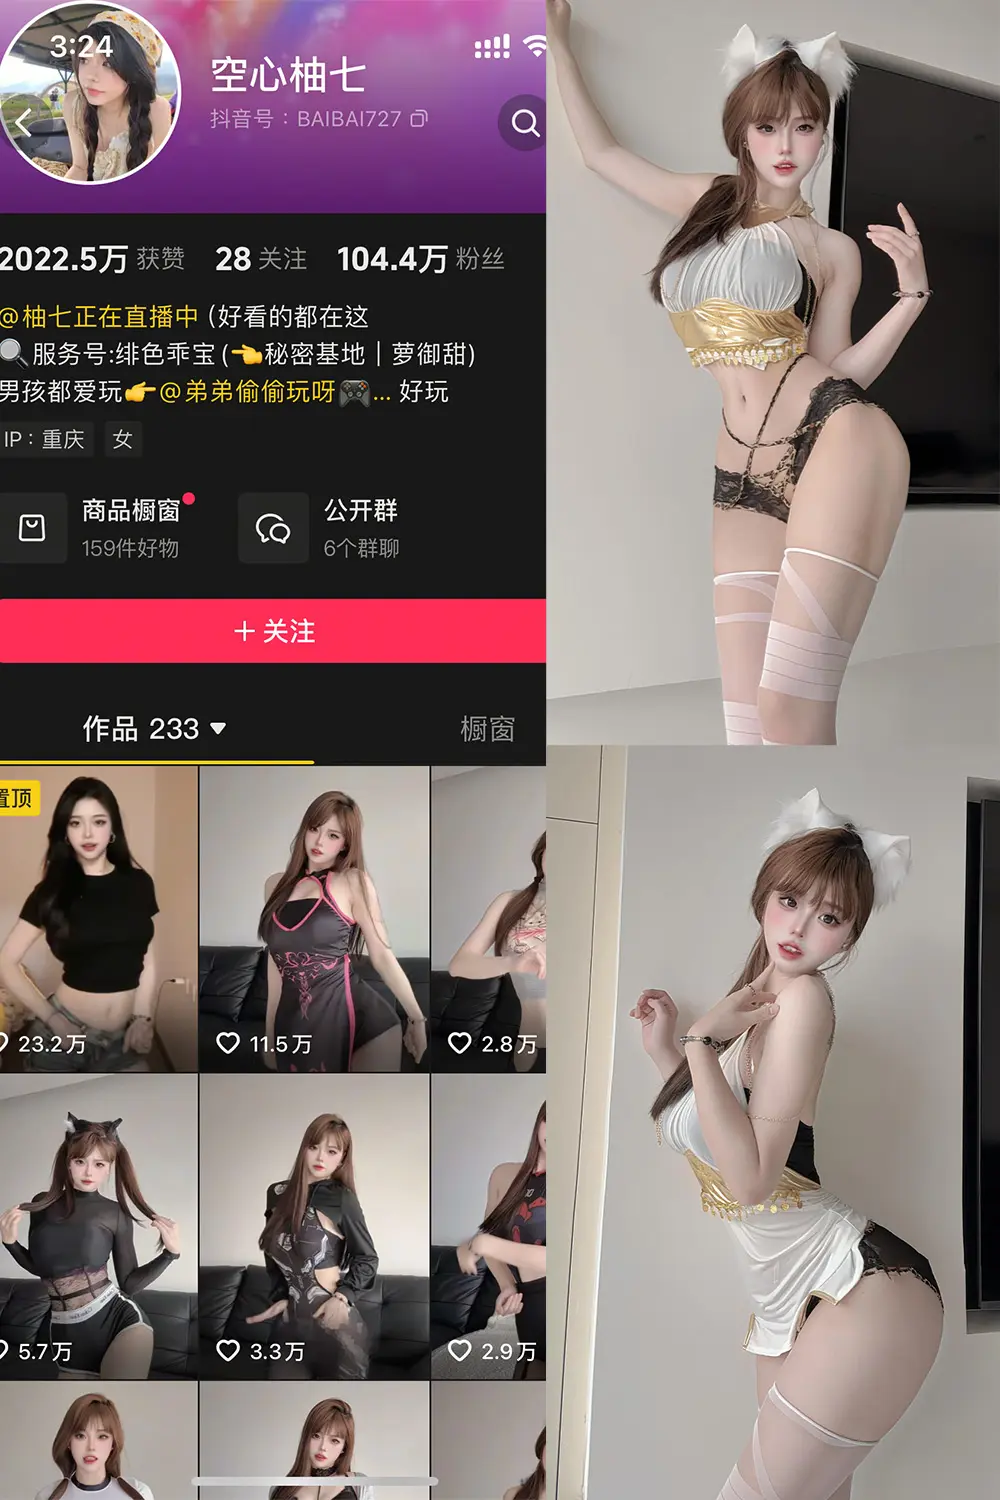 3:24
空心柚七
抖音号：BAIBAI727
2022.5万 获赞 28 关注 104.4万 粉丝
@柚七正在直播中 (好看的都在这
🔍服务号:绯色乖宝(👈秘密基地｜萝御甜)
男孩都爱玩👉@弟弟偷偷玩呀🎮... 好玩
IP：重庆 女
商品橱窗 公开群
159件好物 6个群聊
＋关注
作品 233 橱窗
置顶
23.2万 11.5万 2.8万
5.7万 3.3万 2.9万